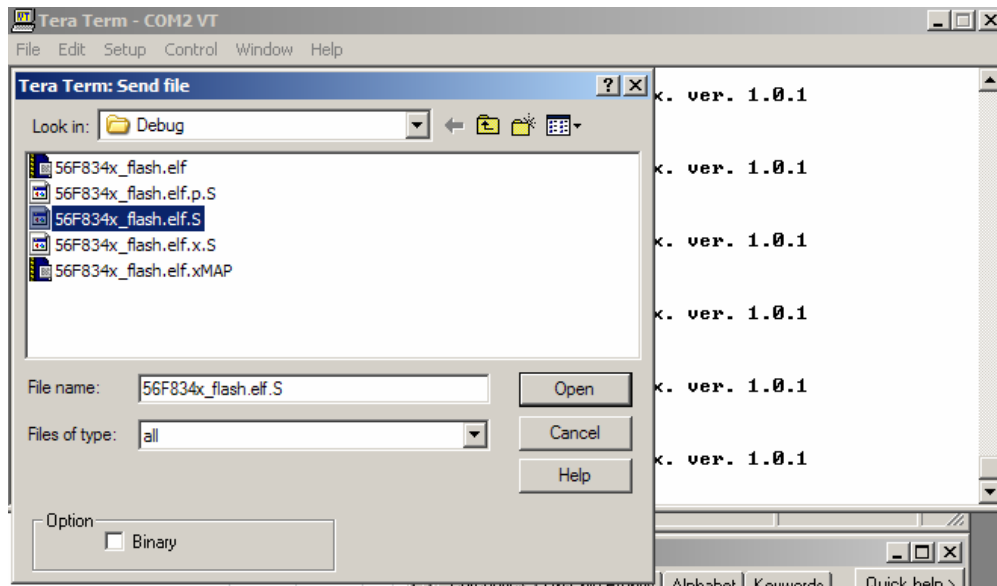 Tera Term - COM2 VT
File Edit Setup Control Window Help
Tera Term: Send file
Look in: Debug
56F834x_flash.elf
56F834x_flash.elf.p.S
56F834x_flash.elf.S
56F834x_flash.elf.x.S
56F834x_flash.elf.xMAP
x. ver. 1.0.1
x. ver. 1.0.1
x. ver. 1.0.1
x. ver. 1.0.1
x. ver. 1.0.1
x. ver. 1.0.1
File name: 56F834x_flash.elf.S Open
Files of type: all Cancel
Help
Option
Binary
Alphabet Keywords Quick help >